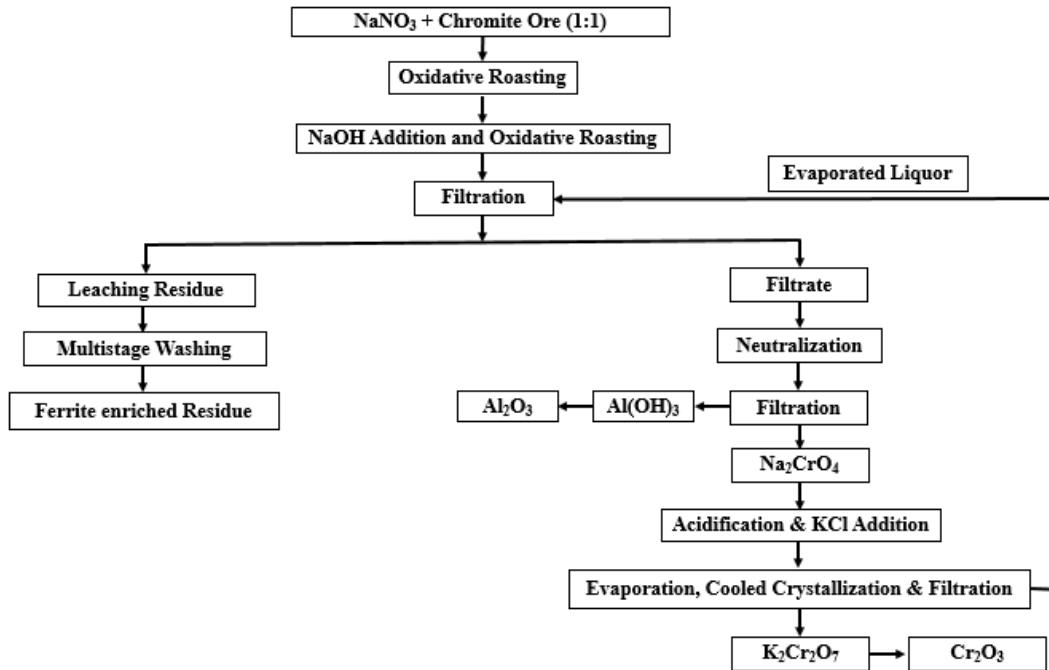 NaNO₃ + Chromite Ore (1:1)
Oxidative Roasting
NaOH Addition and Oxidative Roasting
Evaporated Liquor
Filtration
Leaching Residue
Filtrate
Multistage Washing
Neutralization
Ferrite enriched Residue
Al₂O₃
Al(OH)₃
Filtration
Na₂CrO₄
Acidification & KCl Addition
Evaporation, Cooled Crystallization & Filtration
K₂Cr₂O₇
Cr₂O₃